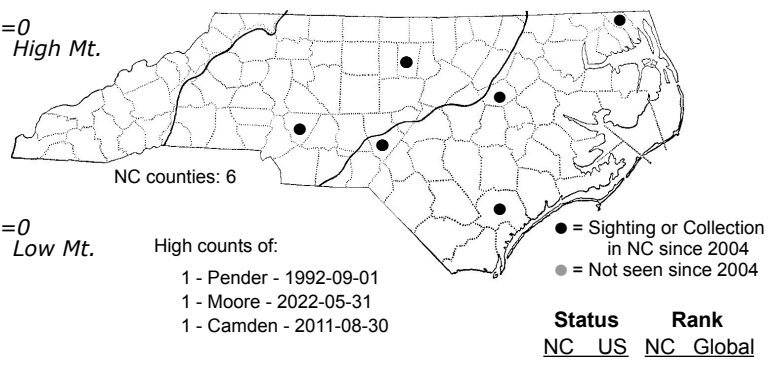 =0
High Mt.
NC counties: 6
=0
Low Mt.
High counts of:
1 - Pender - 1992-09-01
1 - Moore - 2022-05-31
1 - Camden - 2011-08-30
● = Sighting or Collection
in NC since 2004
● = Not seen since 2004
Status Rank
NC US NC Global